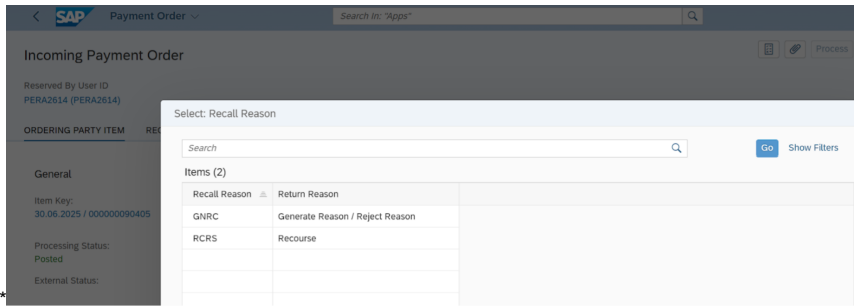 SAP Payment Order Search In: "Apps"
Incoming Payment Order Process
Reserved By User ID
PERA2614 (PERA2614)
Select: Recall Reason
ORDERING PARTY ITEM REC
Search Go Show Filters
General
Items (2)
Recall Reason Return Reason
Item Key:
30.06.2025 / 000000090405
GNRC Generate Reason / Reject Reason
RCRS Recourse
Processing Status:
Posted
External Status:
*